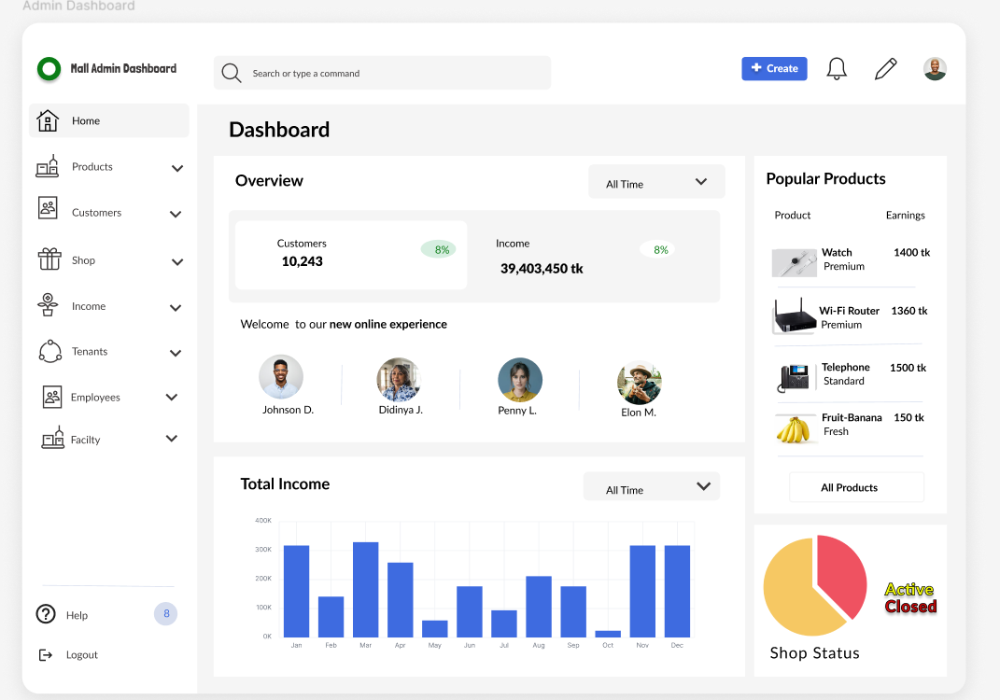 Admin Dashboard
Mall Admin Dashboard
Search or type a command
Create
Home
Products
Customers
Shop
Income
Tenants
Employees
Facilty
Help
8
Logout
Dashboard
Overview
All Time
Customers
10,243
8%
Income
39,403,450 tk
8%
Welcome to our new online experience
Johnson D.
Didinya J.
Penny L.
Elon M.
Total Income
All Time
400K
300K
200K
100K
0K
Jan Feb Mar Apr May Jun Jul Aug Sep Oct Nov Dec
Popular Products
Product Earnings
Watch 1400 tk
Premium
Wi-Fi Router 1360 tk
Premium
Telephone 1500 tk
Standard
Fruit-Banana 150 tk
Fresh
All Products
Active
Closed
Shop Status